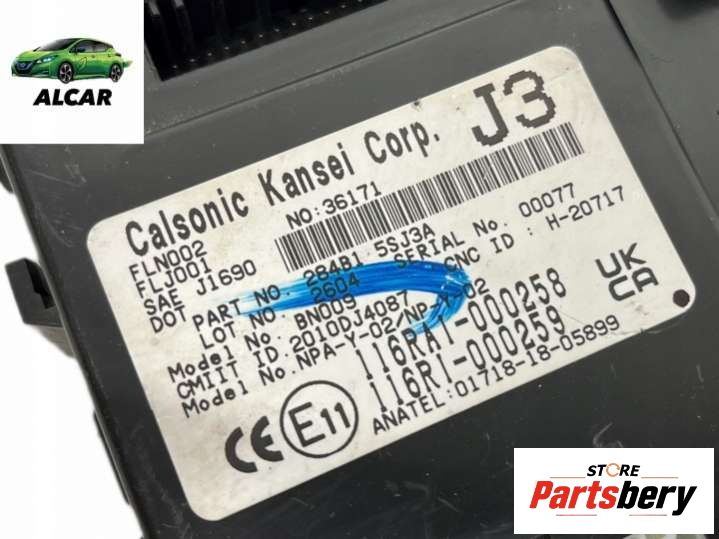 ALCAR
Calsonic Kansei Corp. J3
NO:36171
FLN002
FLJ001
SAE J1690
DOT
PART NO. 284B1 5SJ3A
LOT NO. 2604 SERIAL No. 00077
Model No. BN009 CNC ID : H-20717
CMIIT ID:2010DJ4087
Model No.NPA-Y-02/NP-Y-02
116RA1-000258
116R1-000259
ANATEL:01718-18-05899
CE E11
UK
CA
STORE
Partsbery